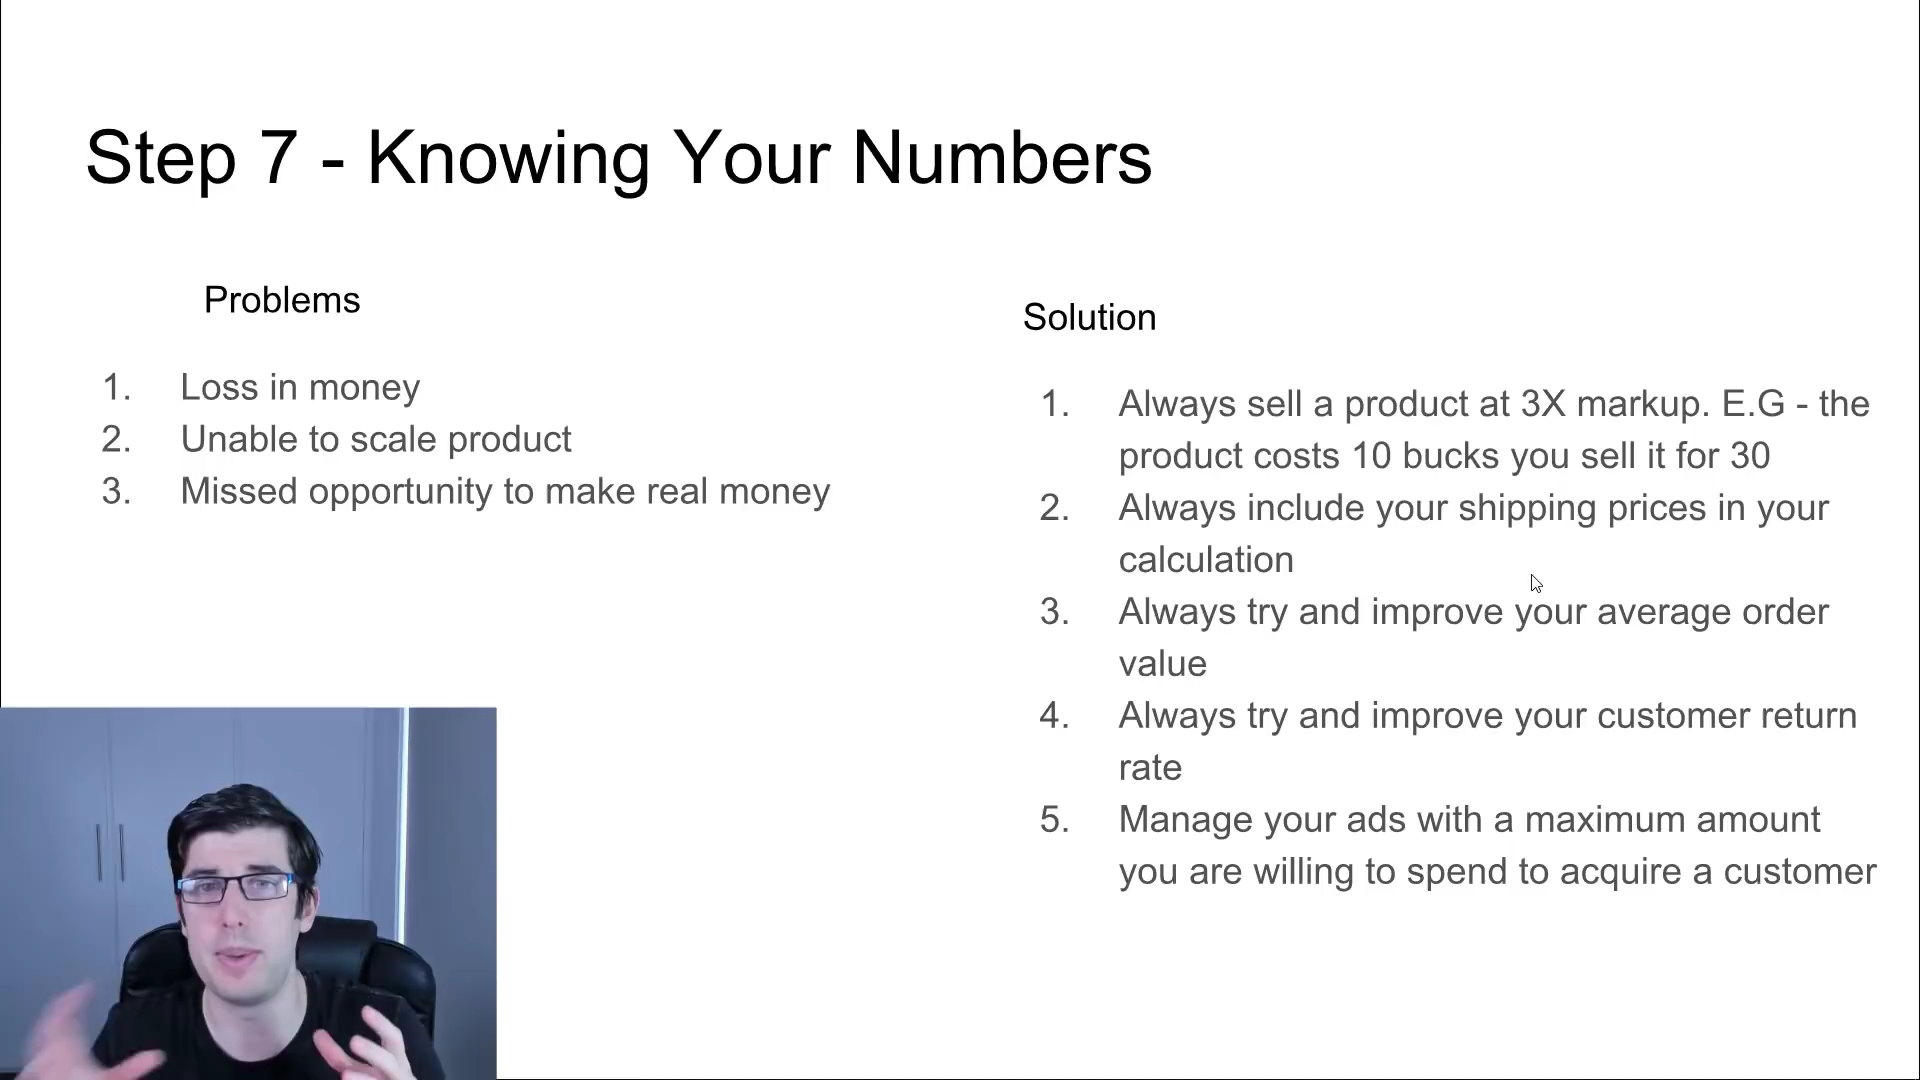 Step 7 - Knowing Your Numbers
Problems
1. Loss in money
2. Unable to scale product
3. Missed opportunity to make real money
Solution
1. Always sell a product at 3X markup. E.G - the
product costs 10 bucks you sell it for 30
2. Always include your shipping prices in your
calculation
3. Always try and improve your average order
value
4. Always try and improve your customer return
rate
5. Manage your ads with a maximum amount
you are willing to spend to acquire a customer